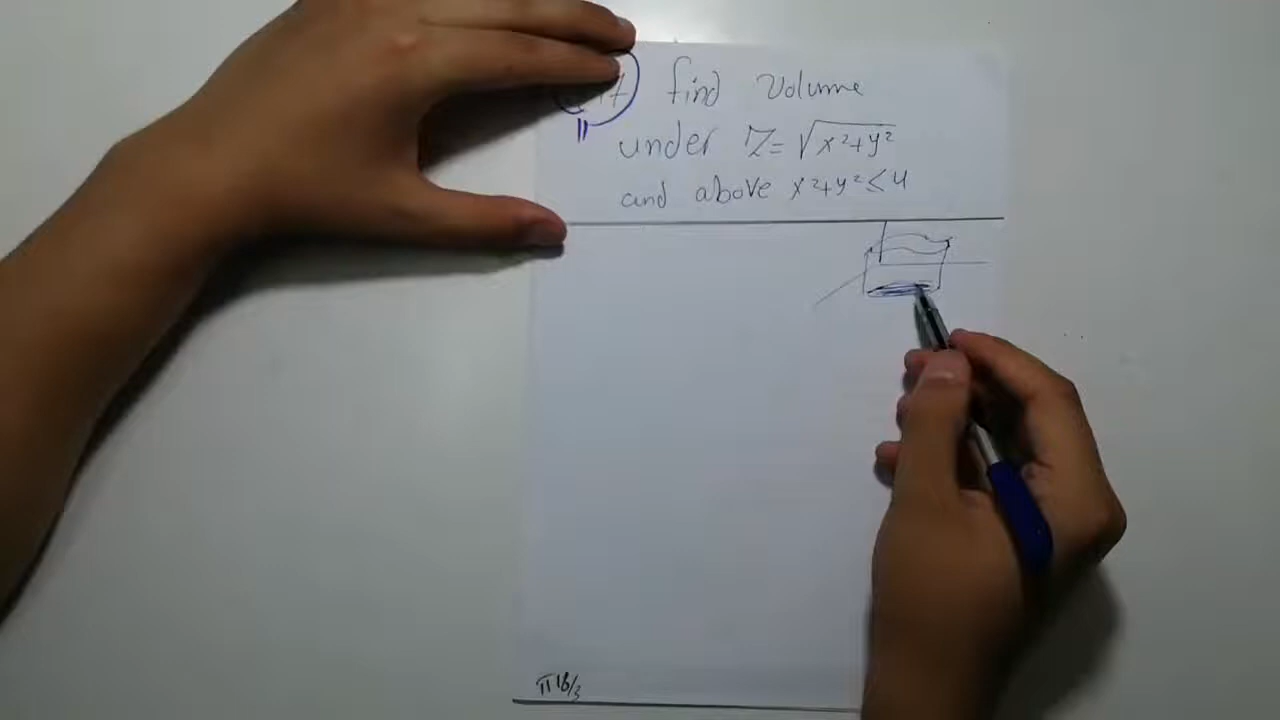 find Volume
under Z = √x²+y²
and above x²+y² ≤ 4
π16/3